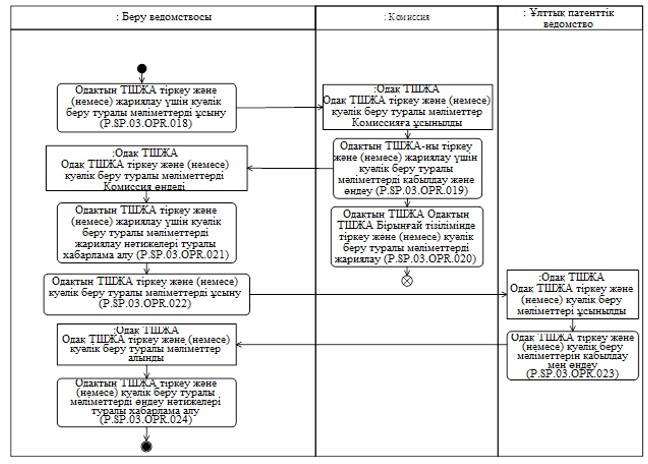 : Беру ведомствосы
: Комиссия
: Ұлттық патенттік
ведомство
Одақтың ТШЖА тіркеу және
(немесе) жариялау үшін куәлік
беру туралы мәліметтерді ұсыну
(P.SP.03.OPR.018)
:Одақ ТШЖА
Одақ ТШЖА тіркеу және (немесе)
куәлік беру туралы мәліметтер
Комиссияға ұсынылды
Одақтың ТШЖА-ны тіркеу
және (немесе) жариялау үшін
куәлік беру туралы
мәліметтерді қабылдау және
өңдеу (P.SP.03.OPR.019)
:Одақ ТШЖА
Одақ ТШЖА тіркеу және (немесе)
куәлік беру туралы мәліметтерді
Комиссия өңдеді
Одақтың ТШЖА тіркеу және
(немесе) жариялау үшін куәлік
беру туралы мәліметтерді
жариялау нәтижелері туралы
хабарлама алу (P.SP.03.OPR.021)
Одақтың ТШЖА Одақтың
ТШЖА Бірыңғай тізілімінде
тіркеу және (немесе) куәлік
беру туралы мәліметтерді
жариялау (P.SP.03.OPR.020)
Одақтың ТШЖА тіркеу және (немесе)
куәлік беру туралы мәліметтерді ұсыну
(P.SP.03.OPR.022)
:Одақ ТШЖА
Одақ ТШЖА тіркеу және
(немесе) куәлік беру
мәліметтері ұсынылды
:Одақ ТШЖА
Одақ ТШЖА тіркеу және (немесе)
куәлік беру туралы мәліметтер
алынды
Одақ ТШЖА тіркеу және
(немесе) куәлік беру
мәліметтерін қабылдау
мен өңдеу
(P.SP.03.OPR.023)
Одақтың ТШЖА тіркеу және
(немесе) куәлік беру туралы
мәліметтерді өңдеу нәтижелері
туралы хабарлама алу
(P.SP.03.OPR.024)